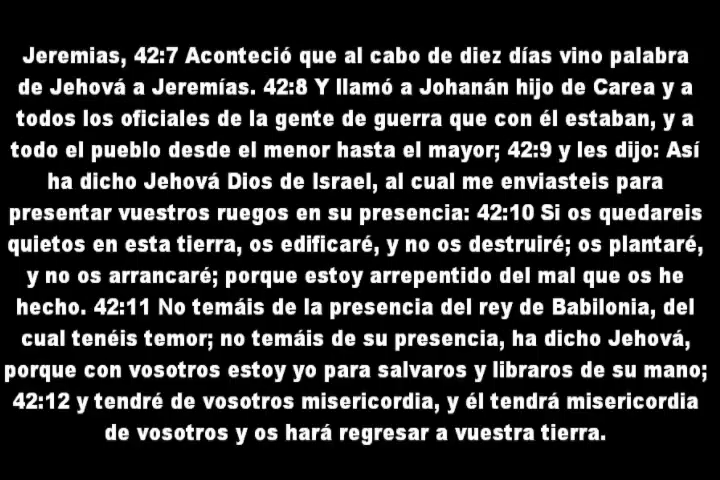 Jeremias, 42:7 Aconteció que al cabo de diez días vino palabra
de Jehová a Jeremías. 42:8 Y llamó a Johanán hijo de Carea y a
todos los oficiales de la gente de guerra que con él estaban, y a
todo el pueblo desde el menor hasta el mayor; 42:9 y les dijo: Así
ha dicho Jehová Dios de Israel, al cual me enviasteis para
presentar vuestros ruegos en su presencia: 42:10 Si os quedareis
quietos en esta tierra, os edificaré, y no os destruiré; os plantaré,
y no os arrancaré; porque estoy arrepentido del mal que os he
hecho. 42:11 No temáis de la presencia del rey de Babilonia, del
cual tenéis temor; no temáis de su presencia, ha dicho Jehová,
porque con vosotros estoy yo para salvaros y libraros de su mano;
42:12 y tendré de vosotros misericordia, y él tendrá misericordia
de vosotros y os hará regresar a vuestra tierra.